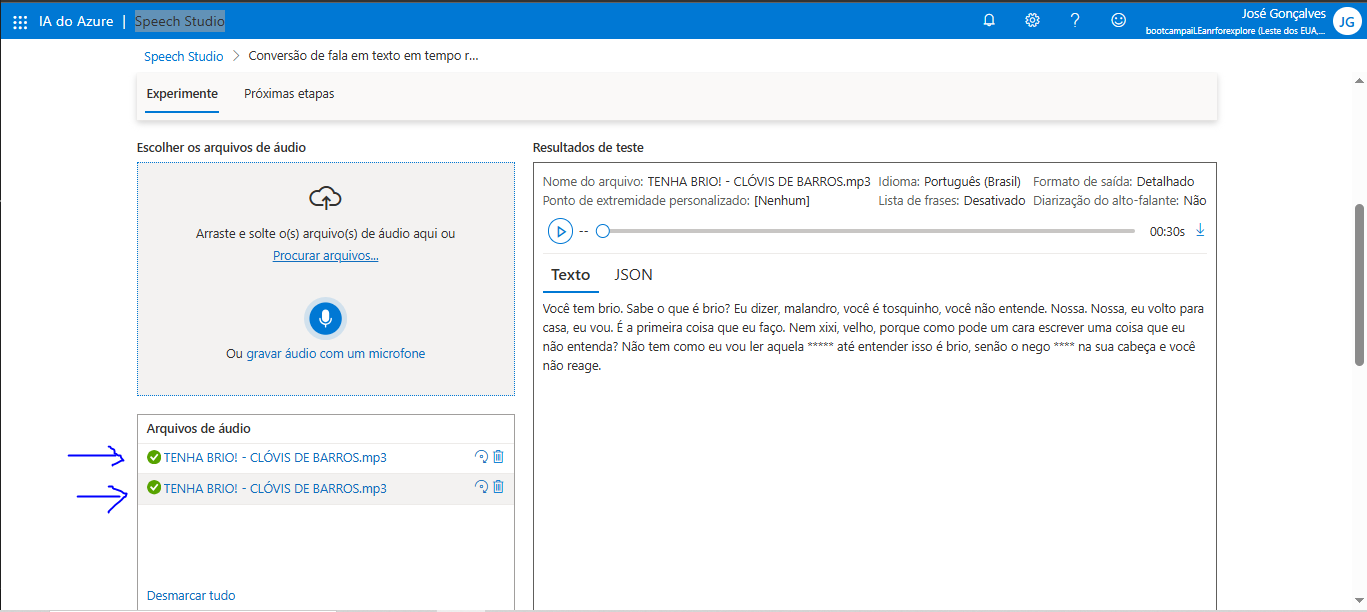 IA do Azure | Speech Studio
José Gonçalves
bootcampaiLEanrforexplore (Leste dos EUA,...
JG
Speech Studio > Conversão de fala em texto em tempo r...
Experimente Próximas etapas
Escolher os arquivos de áudio
Arraste e solte o(s) arquivo(s) de áudio aqui ou
Procurar arquivos...
Ou gravar áudio com um microfone
Arquivos de áudio
TENHA BRIO! - CLÓVIS DE BARROS.mp3
TENHA BRIO! - CLÓVIS DE BARROS.mp3
Desmarcar tudo
Resultados de teste
Nome do arquivo: TENHA BRIO! - CLÓVIS DE BARROS.mp3 Idioma: Português (Brasil) Formato de saída: Detalhado
Ponto de extremidade personalizado: [Nenhum] Lista de frases: Desativado Diarização do alto-falante: Não
-- 00:30s
Texto JSON
Você tem brio. Sabe o que é brio? Eu dizer, malandro, você é tosquinho, você não entende. Nossa. Nossa, eu volto para
casa, eu vou. É a primeira coisa que eu faço. Nem xixi, velho, porque como pode um cara escrever uma coisa que eu
não entenda? Não tem como eu vou ler aquela ***** até entender isso é brio, senão o nego **** na sua cabeça e você
não reage.